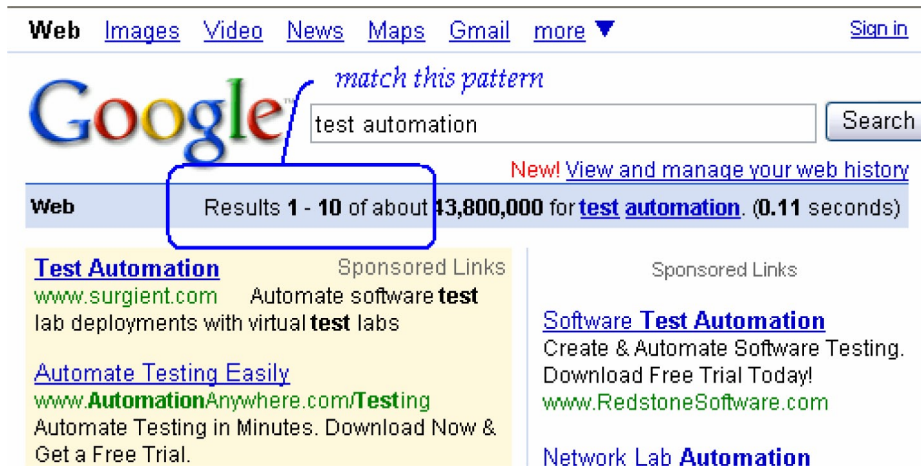 Web Images Video News Maps Gmail more ▼ Sign in
match this pattern
Google™
test automation
Search
New! View and manage your web history
Web Results 1 - 10 of about 43,800,000 for test automation. (0.11 seconds)
Test Automation Sponsored Links
www.surgient.com Automate software test
lab deployments with virtual test labs
Automate Testing Easily
www.AutomationAnywhere.com/Testing
Automate Testing in Minutes. Download Now &
Get a Free Trial.
Sponsored Links
Software Test Automation
Create & Automate Software Testing.
Download Free Trial Today!
www.RedstoneSoftware.com
Network Lab Automation